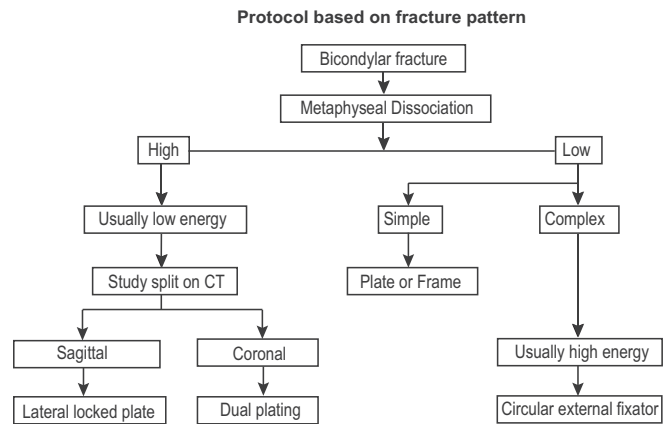 Protocol based on fracture pattern
Bicondylar fracture
Metaphyseal Dissociation
High
Low
Usually low energy
Simple
Complex
Study split on CT
Plate or Frame
Sagittal
Coronal
Usually high energy
Lateral locked plate
Dual plating
Circular external fixator